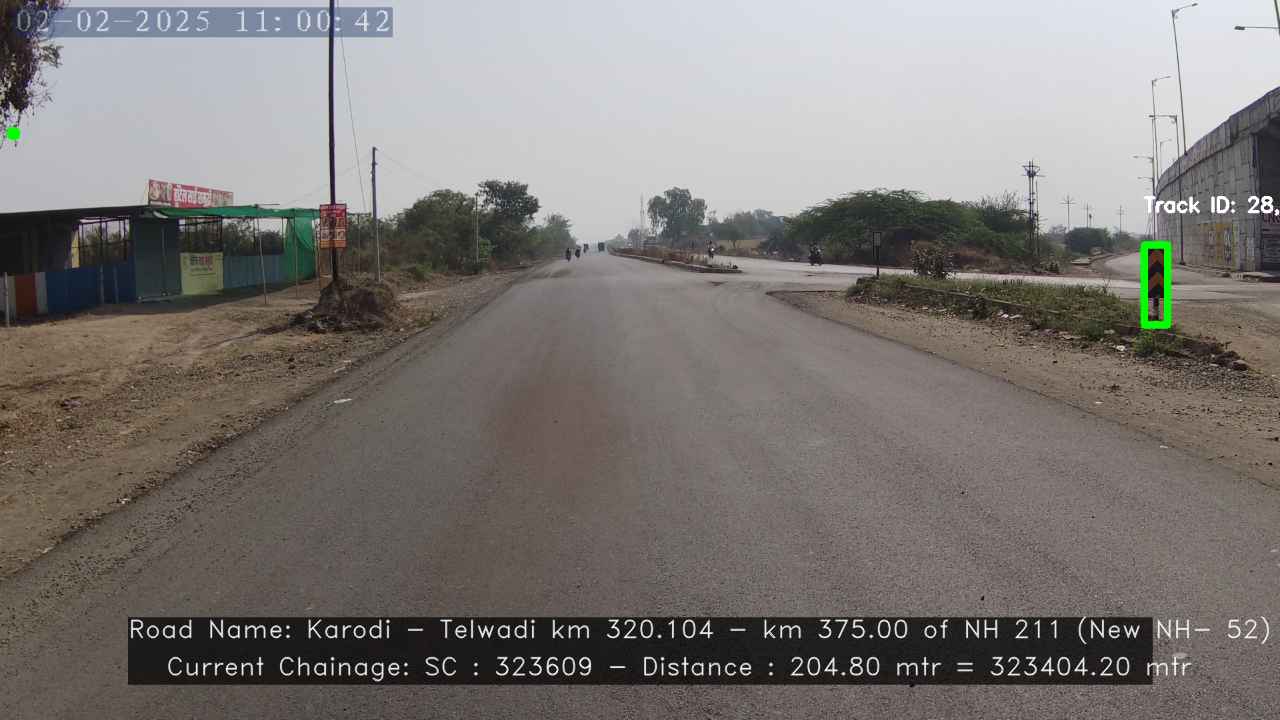 02-02-2025 11:00:42
Track ID: 28,
Road Name: Karodi - Telwadi km 320.104 - km 375.00 of NH 211 (New NH- 52)
Current Chainage: SC : 323609 - Distance : 204.80 mtr = 323404.20 mtr